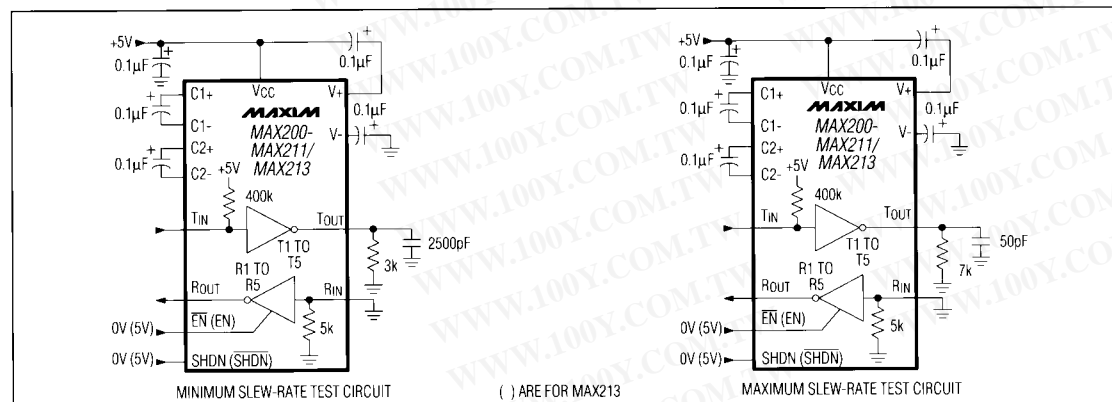 +5V
0.1µF
0.1µF
VCC
V+
0.1µF
C1+
C1-
C2+
C2-
0.1µF
0.1µF
MAXIM
MAX200-
MAX211/
MAX213
V-
+5V
400k
TIN
TOUT
T1 TO
T5
2500pF
3k
R1 TO
R5
ROUT
RIN
5k
0V (5V)
EN (EN)
0V (5V)
SHDN (SHDN)
MINIMUM SLEW-RATE TEST CIRCUIT
( ) ARE FOR MAX213
+5V
0.1µF
0.1µF
VCC
V+
0.1µF
C1+
C1-
C2+
C2-
0.1µF
0.1µF
MAXIM
MAX200-
MAX211/
MAX213
V-
+5V
400k
TIN
TOUT
T1 TO
T5
50pF
7k
R1 TO
R5
ROUT
RIN
5k
0V (5V)
EN (EN)
0V (5V)
SHDN (SHDN)
MAXIMUM SLEW-RATE TEST CIRCUIT
WWW.100Y.COM.TW